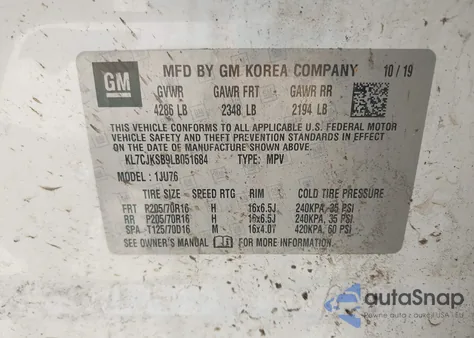 GM
MFD BY GM KOREA COMPANY 10/19
GVWR GAWR FRT GAWR RR
4286 LB 2348 LB 2194 LB
THIS VEHICLE CONFORMS TO ALL APPLICABLE U.S. FEDERAL MOTOR
VEHICLE SAFETY AND THEFT PREVENTION STANDARDS IN EFFECT
ON THE DATE OF MANUFACTURE SHOWN ABOVE.
KL7CJKSB9LB051684 TYPE: MPV
MODEL: 1JU76
TIRE SIZE SPEED RTG RIM COLD TIRE PRESSURE
FRT P205/70R16 H 16x6.5J 240KPA, 35 PSI
RR P205/70R16 H 16x6.5J 240KPA, 35 PSI
SPA T125/70D16 M 16x4.0T 420KPA, 60 PSI
SEE OWNER'S MANUAL FOR MORE INFORMATION.
autoSnap
Pewne auto z USA i